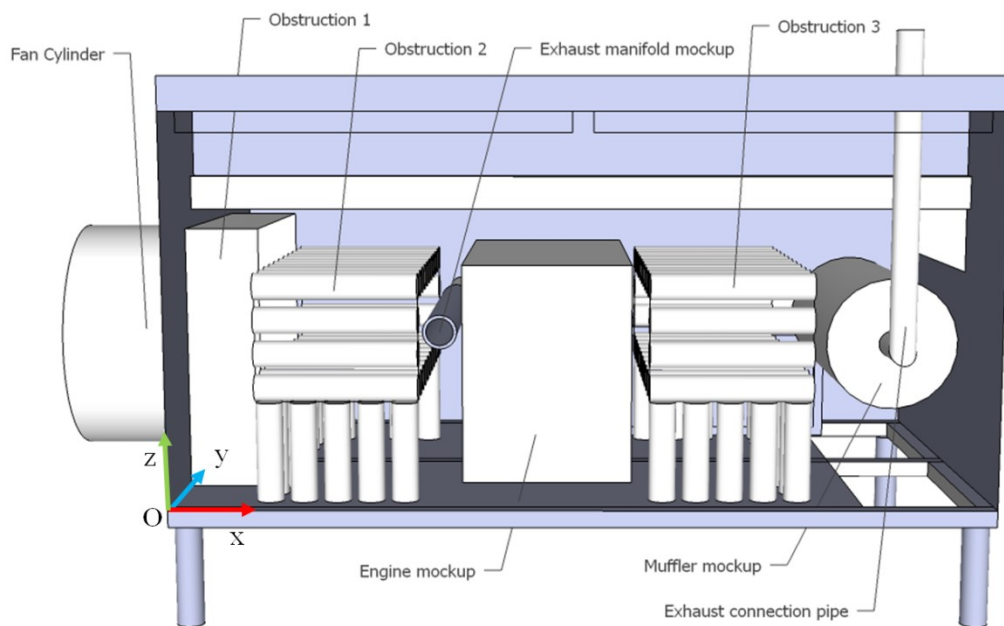 Obstruction 1
Obstruction 2
Exhaust manifold mockup
Obstruction 3
Fan Cylinder
z
y
O
x
Engine mockup
Muffler mockup
Exhaust connection pipe